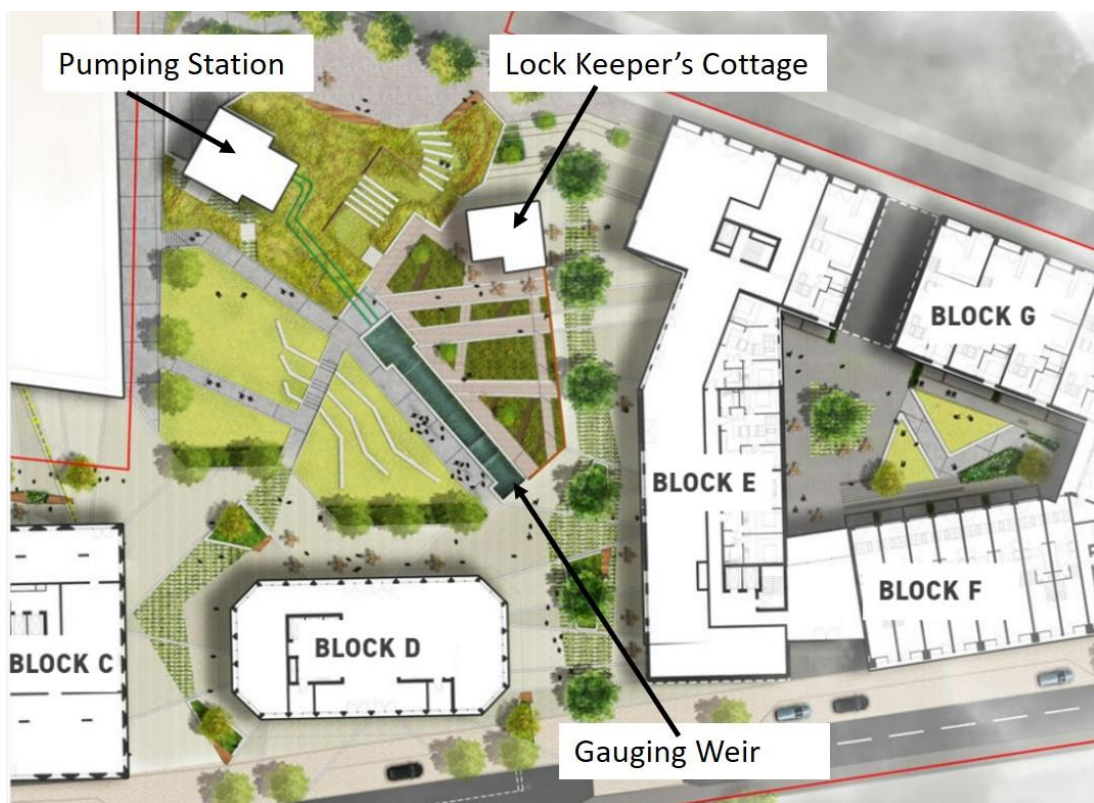 Pumping Station
Lock Keeper's Cottage
BLOCK G
BLOCK E
BLOCK F
BLOCK D
BLOCK C
Gauging Weir